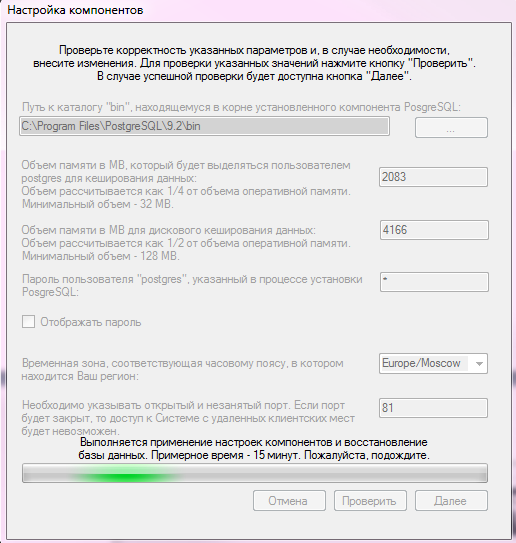 Настройка компонентов
Проверьте корректность указанных параметров и, в случае необходимости,
внесите изменения. Для проверки указанных значений нажмите кнопку "Проверить".
В случае успешной проверки будет доступна кнопка "Далее".
Путь к каталогу "bin", находящемуся в корне установленного компонента PosgreSQL:
C:\Program Files\PostgreSQL\9.2\bin
...
Объем памяти в МВ, который будет выделяться пользователем
postgres для кеширования данных:
Объем рассчитывается как 1/4 от объема оперативной памяти.
Минимальный объем - 32 МВ.
2083
Объем памяти в МВ для дискового кеширования данных:
Объем рассчитывается как 1/2 от объема оперативной памяти.
Минимальный объем - 128 МВ.
4166
Пароль пользователя "postgres", указанный в процессе установки
PosgreSQL:
*
Отображать пароль
Временная зона, соответствующая часовому поясу, в котором
находится Ваш регион:
Europe/Moscow
Необходимо указывать открытый и незанятый порт. Если порт
будет закрыт, то доступ к Системе с удаленных клиентских мест
будет невозможен.
81
Выполняется применение настроек компонентов и восстановление
базы данных. Примерное время - 15 минут. Пожалуйста, подождите.
Отмена
Проверить
Далее